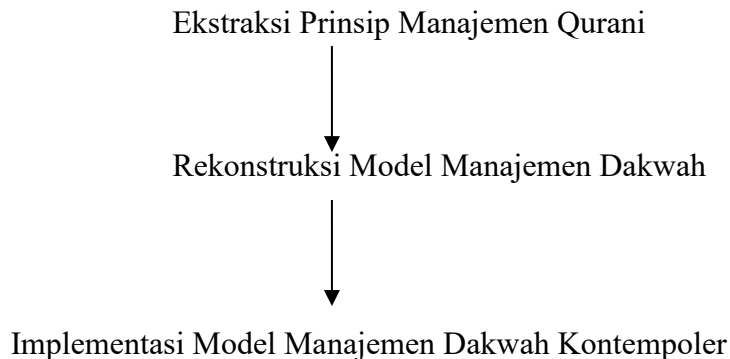 Ekstraksi Prinsip Manajemen Qurani
Rekonstruksi Model Manajemen Dakwah
Implementasi Model Manajemen Dakwah Kontempoler